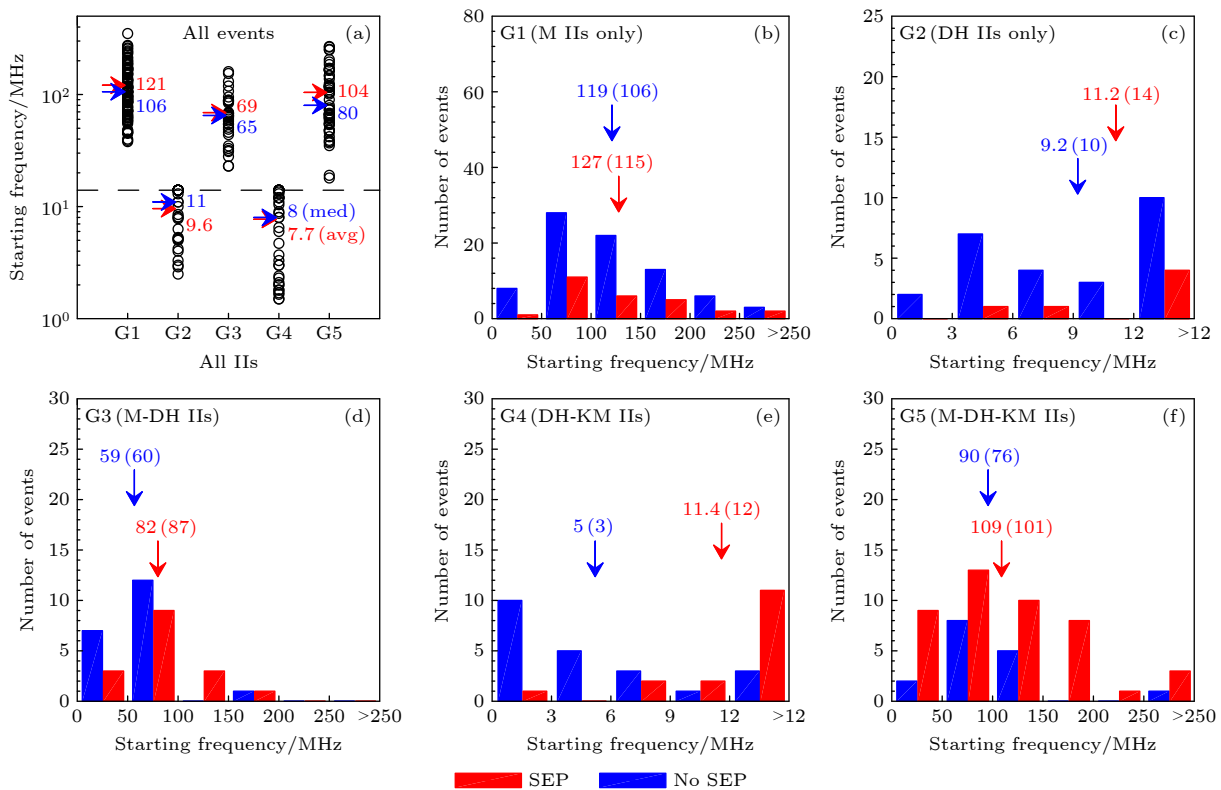 All events
(a)
Starting frequency/MHz
10²
10¹
10⁰
121
106
69
65
104
80
11
9.6
8 (med)
7.7 (avg)
G1 G2 G3 G4 G5
All IIs
G1 (M IIs only)
(b)
Number of events
80
60
40
20
0
119 (106)
127 (115)
0 50 100 150 200 250 >250
Starting frequency/MHz
G2 (DH IIs only)
(c)
Number of events
25
20
15
10
5
0
11.2 (14)
9.2 (10)
0 3 6 9 12 >12
Starting frequency/MHz
G3 (M-DH IIs)
(d)
Number of events
30
25
20
15
10
5
0
59 (60)
82 (87)
0 50 100 150 200 250 >250
Starting frequency/MHz
G4 (DH-KM IIs)
(e)
Number of events
30
25
20
15
10
5
0
11.4 (12)
5 (3)
0 3 6 9 12 >12
Starting frequency/MHz
G5 (M-DH-KM IIs)
(f)
Number of events
30
25
20
15
10
5
0
90 (76)
109 (101)
0 50 100 150 200 250 >250
Starting frequency/MHz
SEP
No SEP